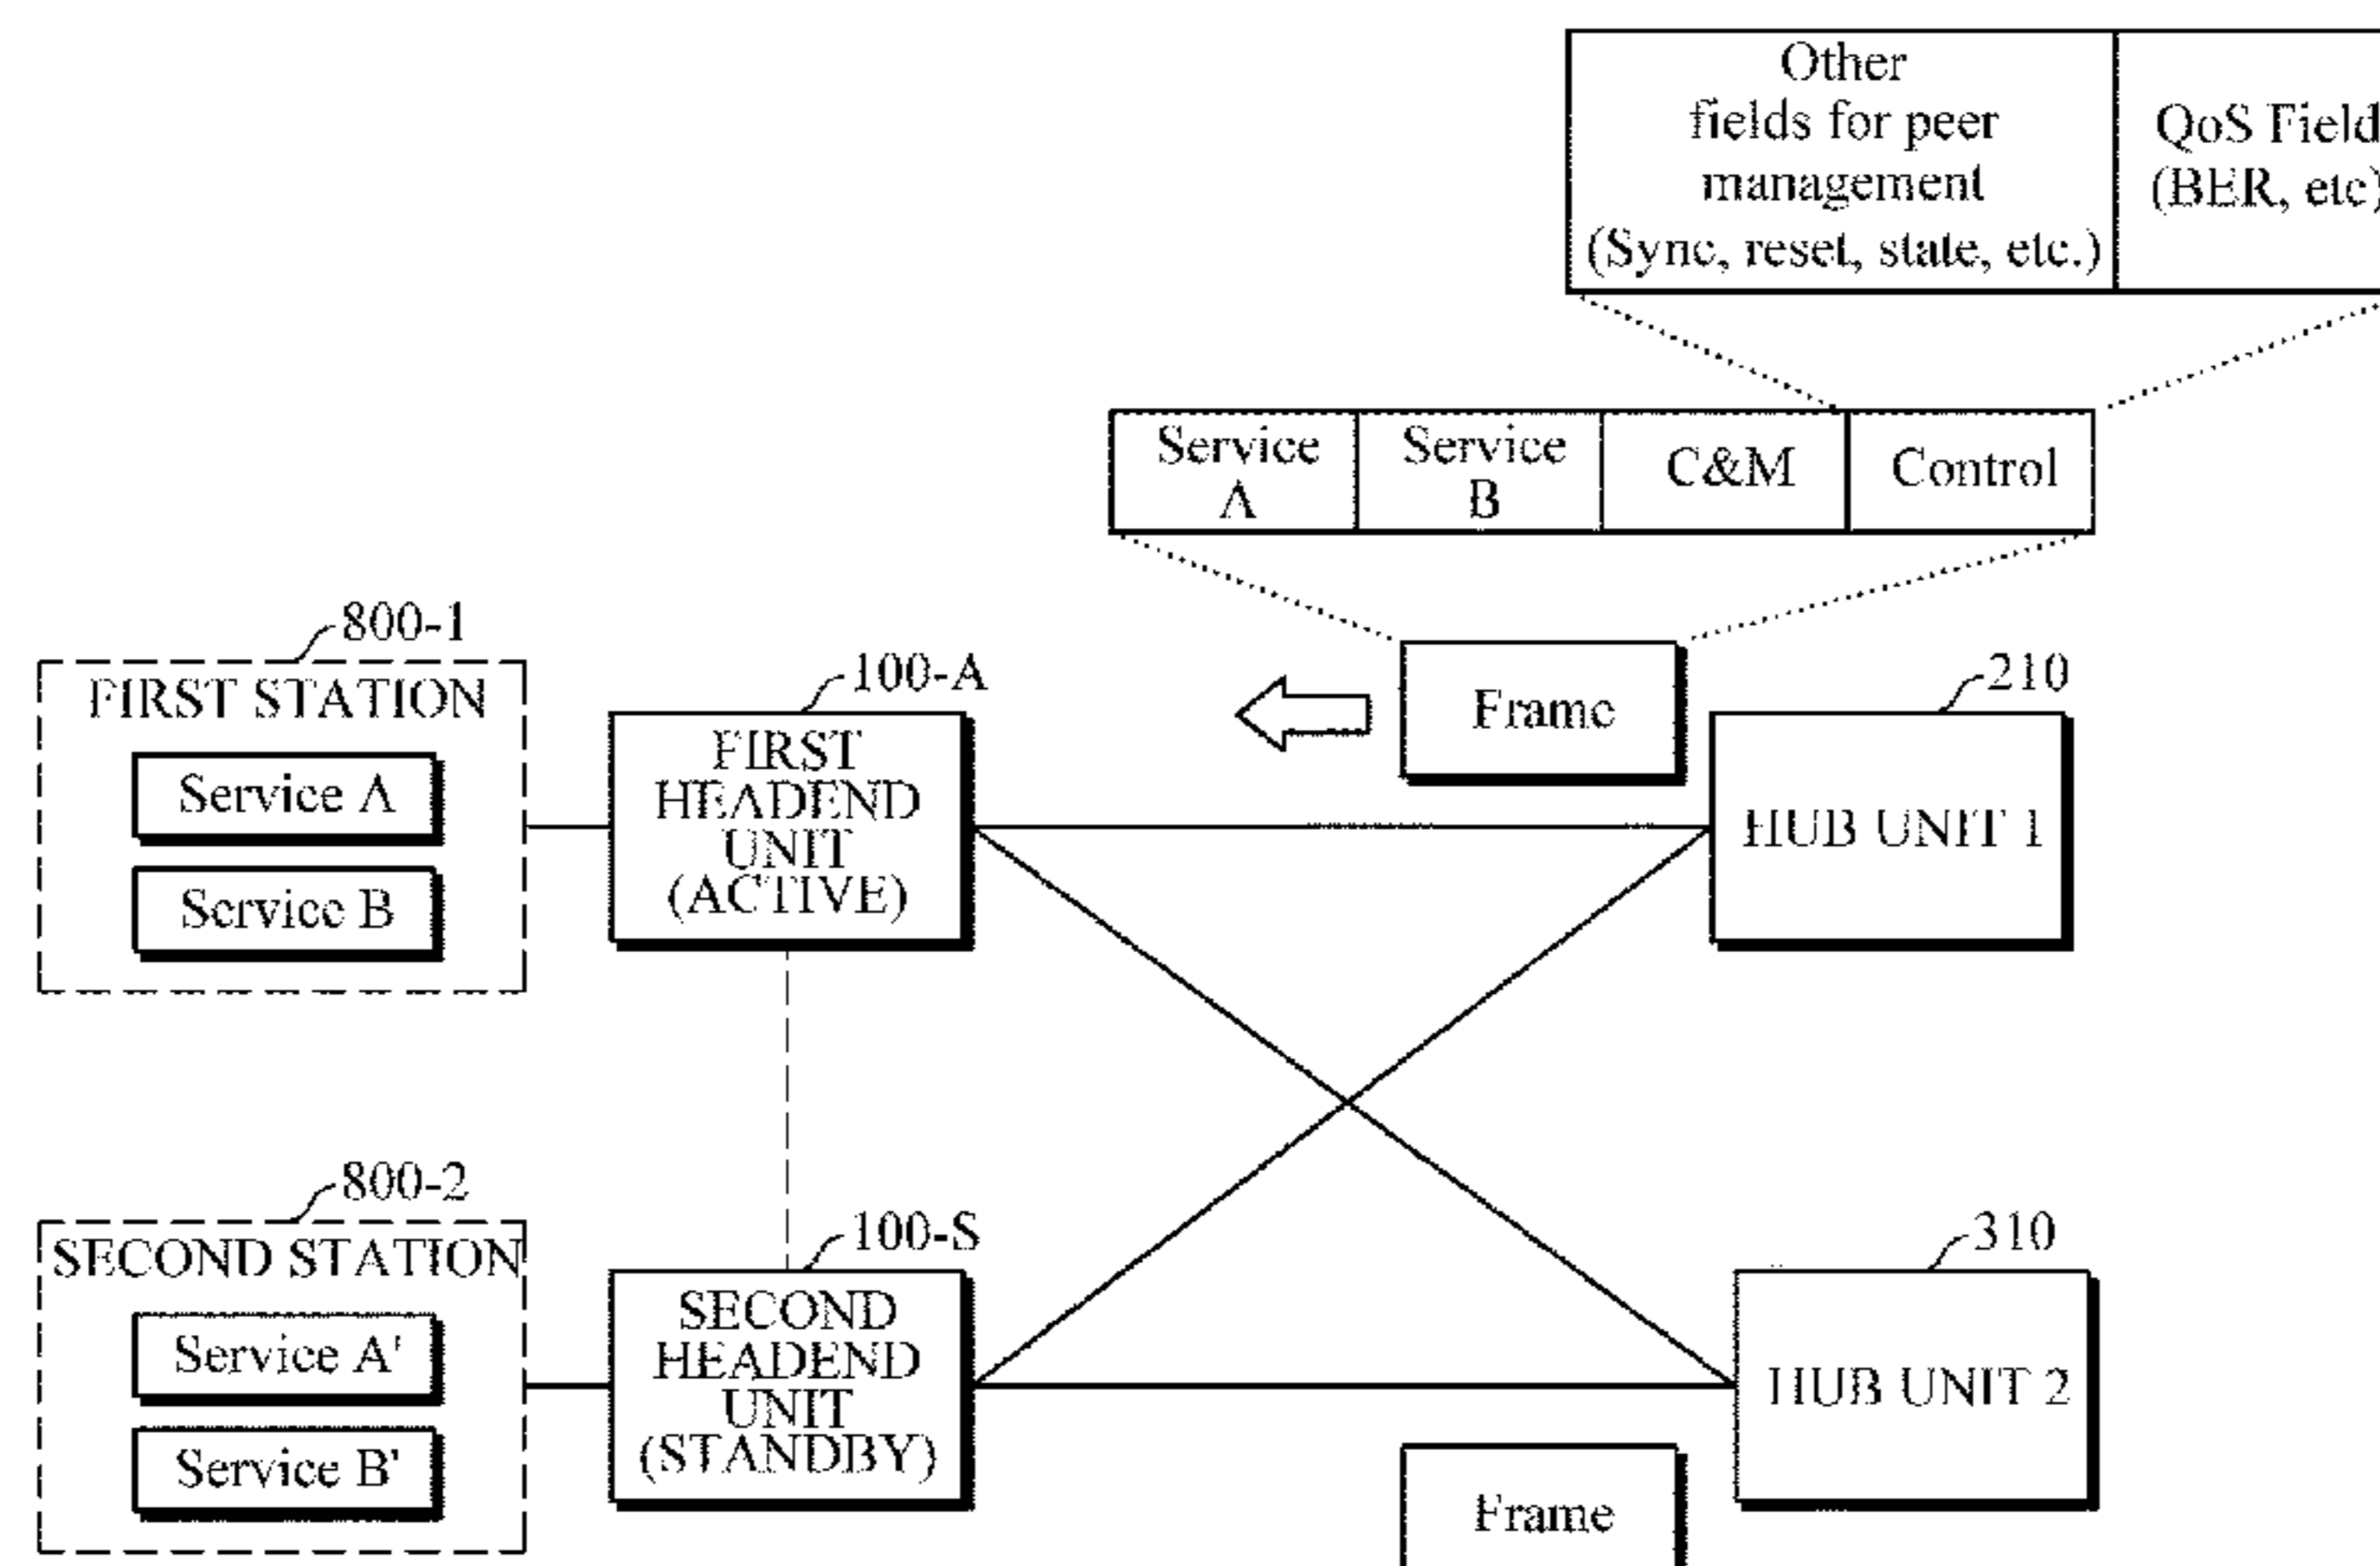 Other
fields for peer
management
(Sync, reset, state, etc.)
QoS Field
(BER, etc)
Service
A
Service
B
C&M
Control
800-1
FIRST STATION
Service A
Service B
100-A
FIRST
HEADEND
UNIT
(ACTIVE)
Frame
210
HUB UNIT 1
800-2
SECOND STATION
Service A'
Service B'
100-S
SECOND
HEADEND
UNIT
(STANDBY)
310
HUB UNIT 2
Frame